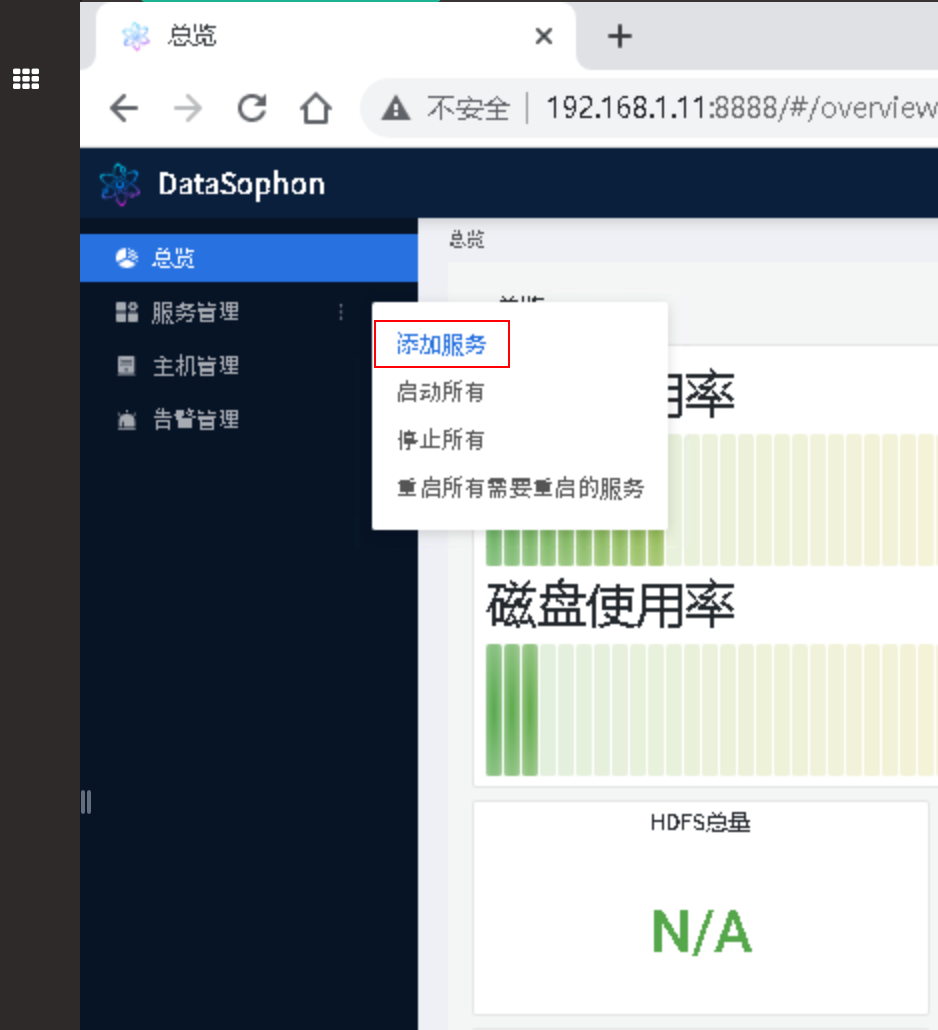 总览
不安全 | 192.168.1.11:8888/#/overview
DataSophon
总览
总览
服务管理
主机管理
告警管理
总览
添加服务
启动所有
停止所有
重启所有需要重启的服务
用率
磁盘使用率
HDFS总量
N/A